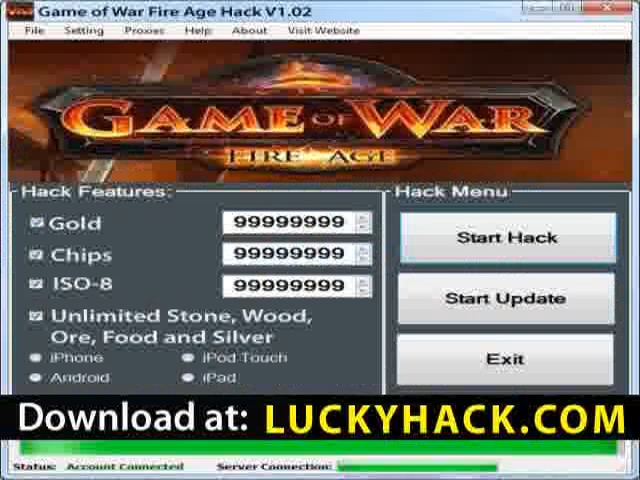 Game of War Fire Age Hack V1.02
File Setting Proxies Help About Visit Website
GAME OF WAR
FIRE AGE
Hack Features:
Hack Menu
Gold 99999999
Start Hack
Chips 99999999
ISO-8 99999999
Start Update
Unlimited Stone, Wood,
Ore, Food and Silver
iPhone iPod Touch
Exit
Android iPad
Download at: LUCKYHACK.COM
Status: Account Connected Server Connection: